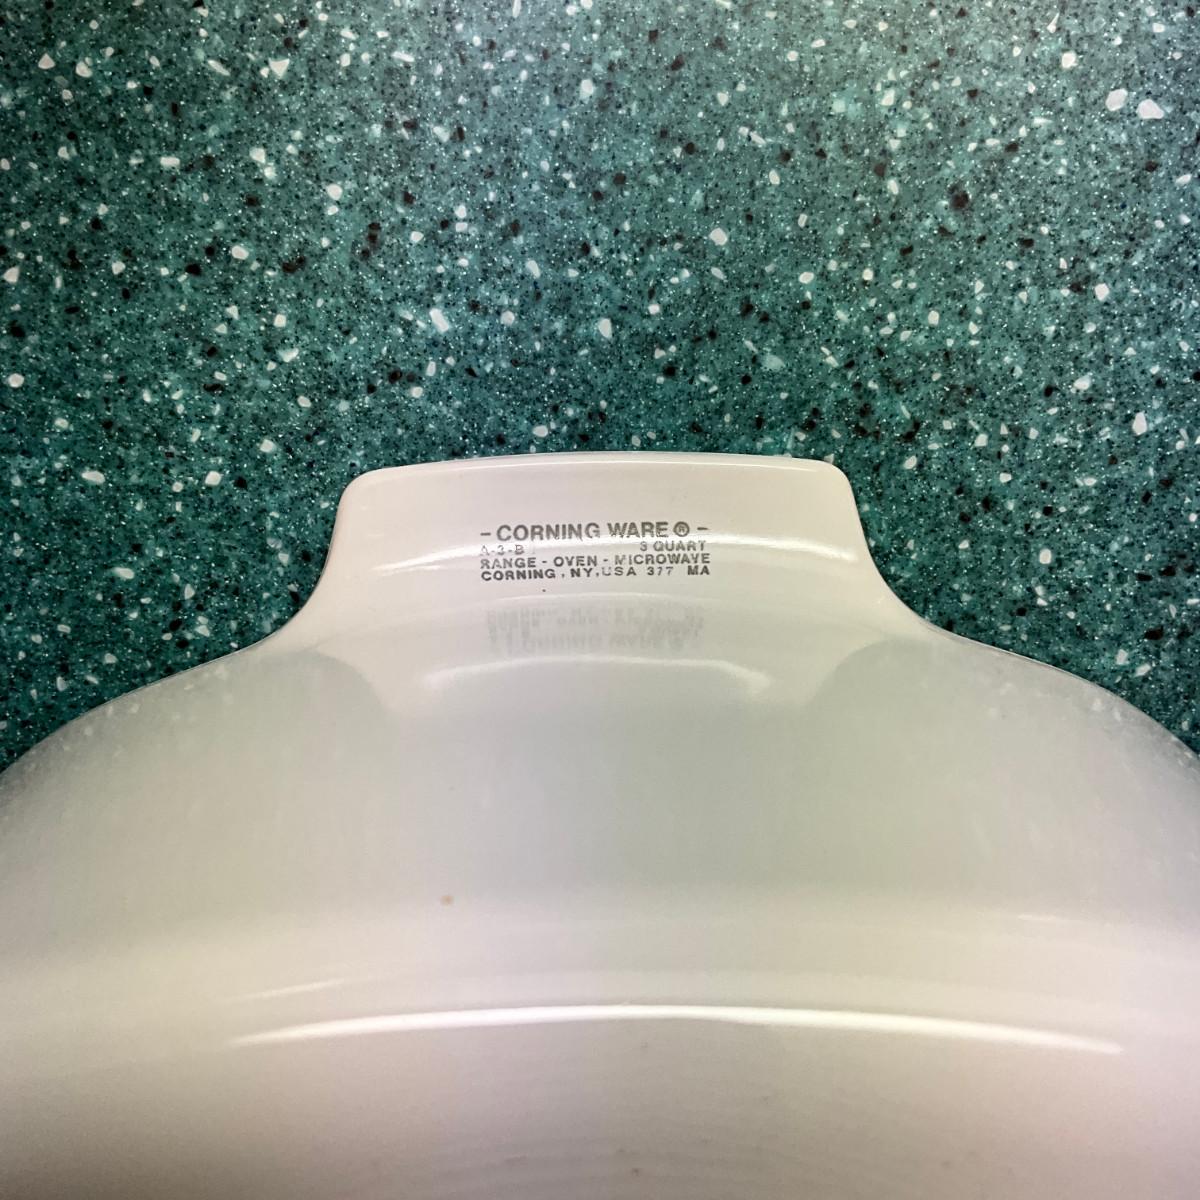 - CORNING WARE ® -
A-3-B 3 QUART
RANGE - OVEN - MICROWAVE
CORNING, NY, USA 377 MA